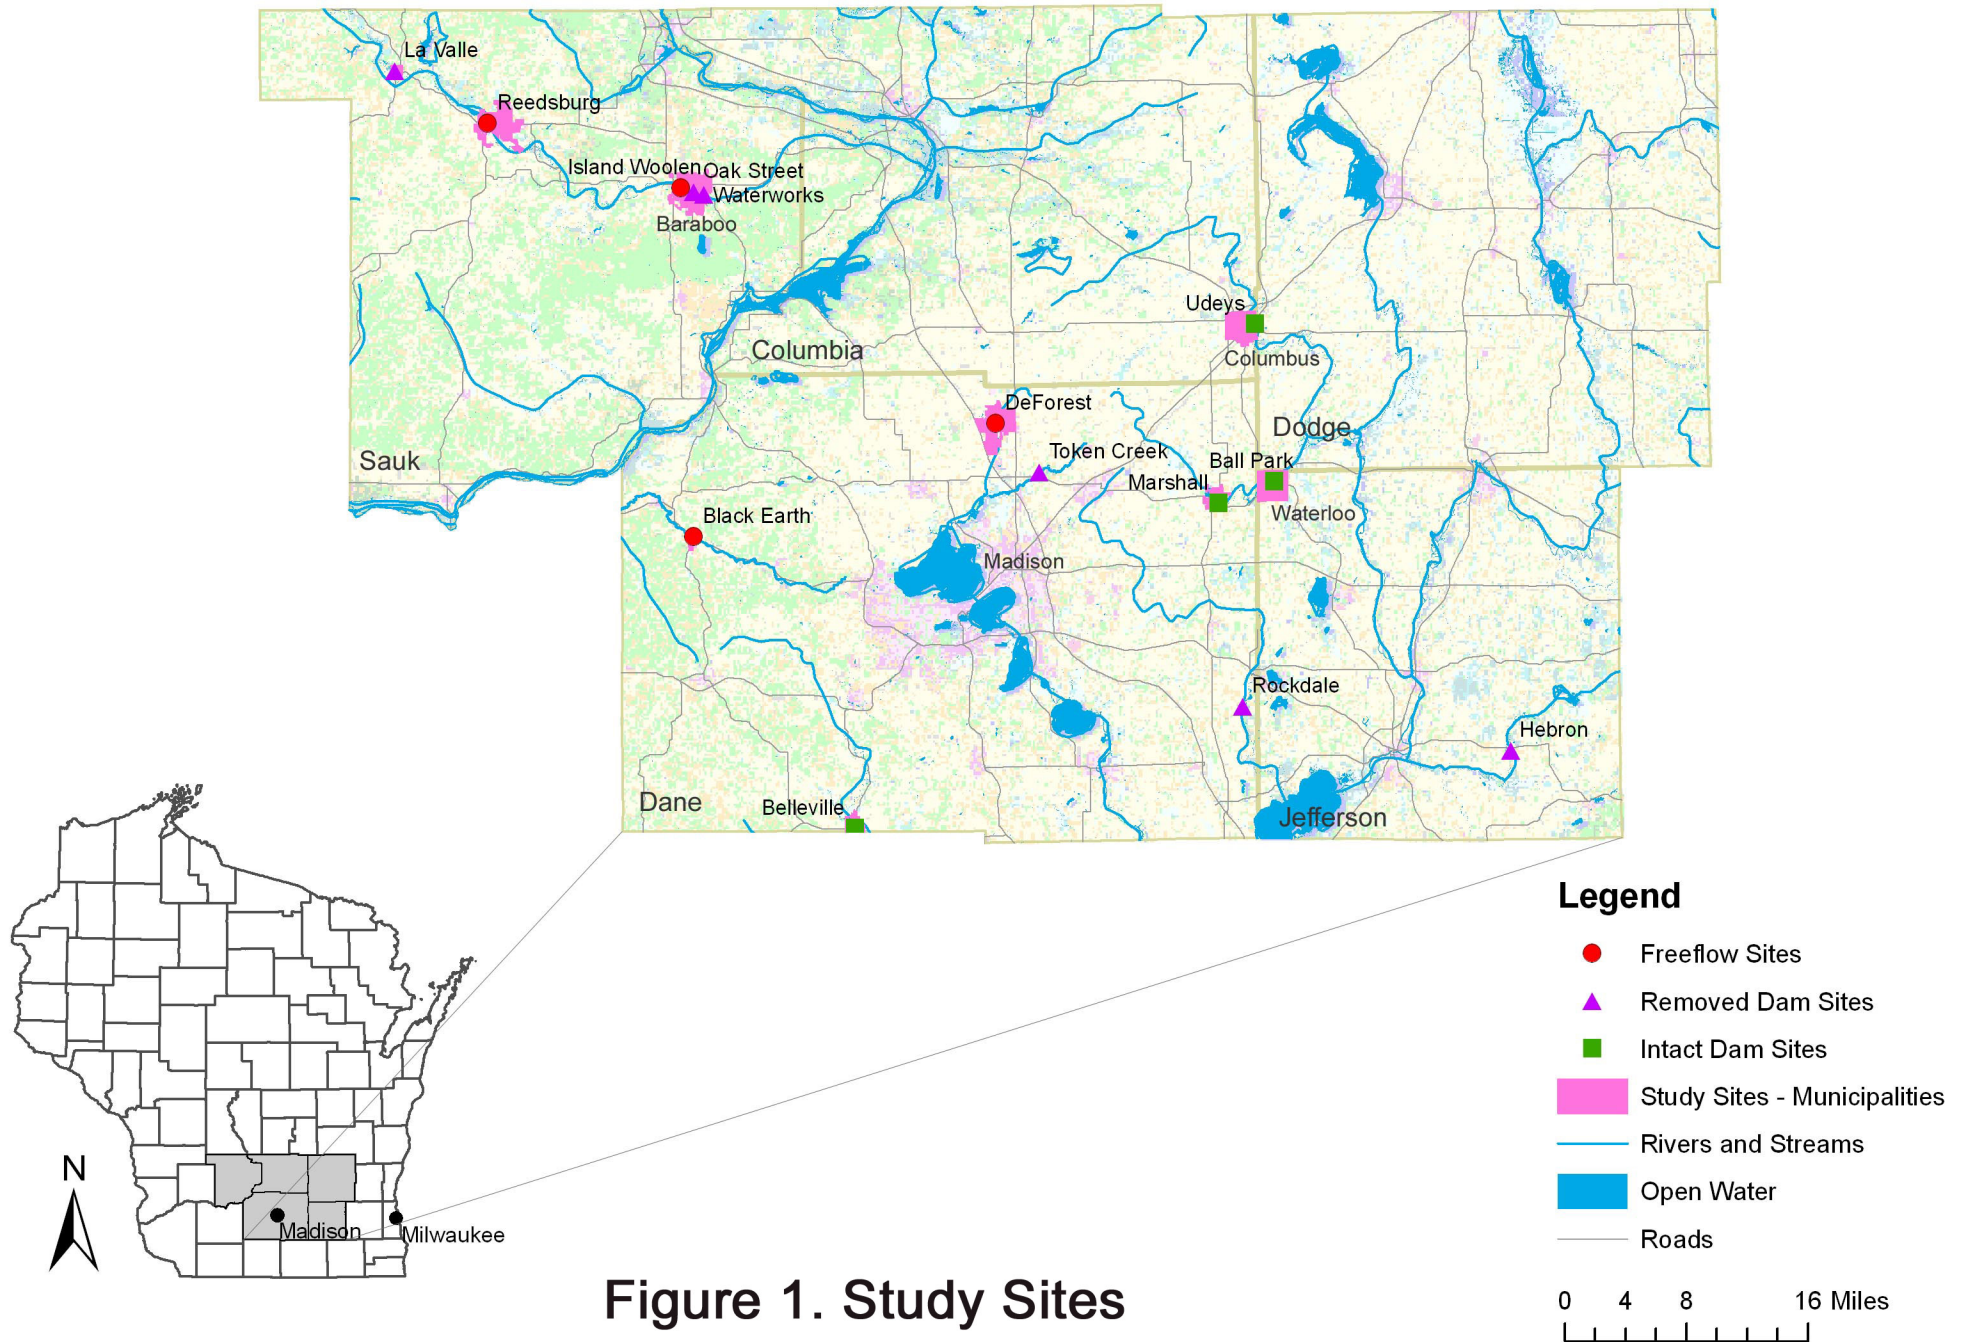 La Valle
Reedsburg
Island Woolen
Oak Street
Waterworks
Baraboo
Udeys
Columbus
Columbia
DeForest
Dodge
Token Creek
Ball Park
Sauk
Marshall
Waterloo
Black Earth
Madison
Rockdale
Hebron
Dane
Belleville
Jefferson
Legend
Freeflow Sites
Removed Dam Sites
Intact Dam Sites
Study Sites - Municipalities
Rivers and Streams
Open Water
Roads
N
Madison
Milwaukee
0 4 8 16 Miles
Figure 1. Study Sites